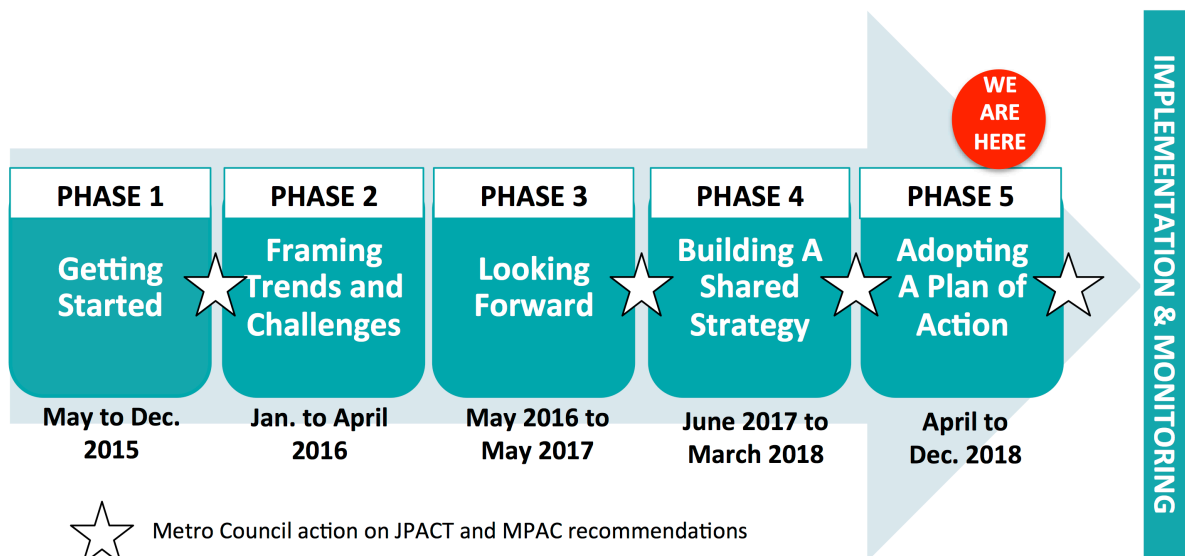 WE
ARE
HERE
PHASE 1
PHASE 2
PHASE 3
PHASE 4
PHASE 5
Getting
Started
Framing
Trends and
Challenges
Looking
Forward
Building A
Shared
Strategy
Adopting
A Plan of
Action
May to Dec.
2015
Jan. to April
2016
May 2016 to
May 2017
June 2017 to
March 2018
April to
Dec. 2018
IMPLEMENTATION & MONITORING
Metro Council action on JPACT and MPAC recommendations